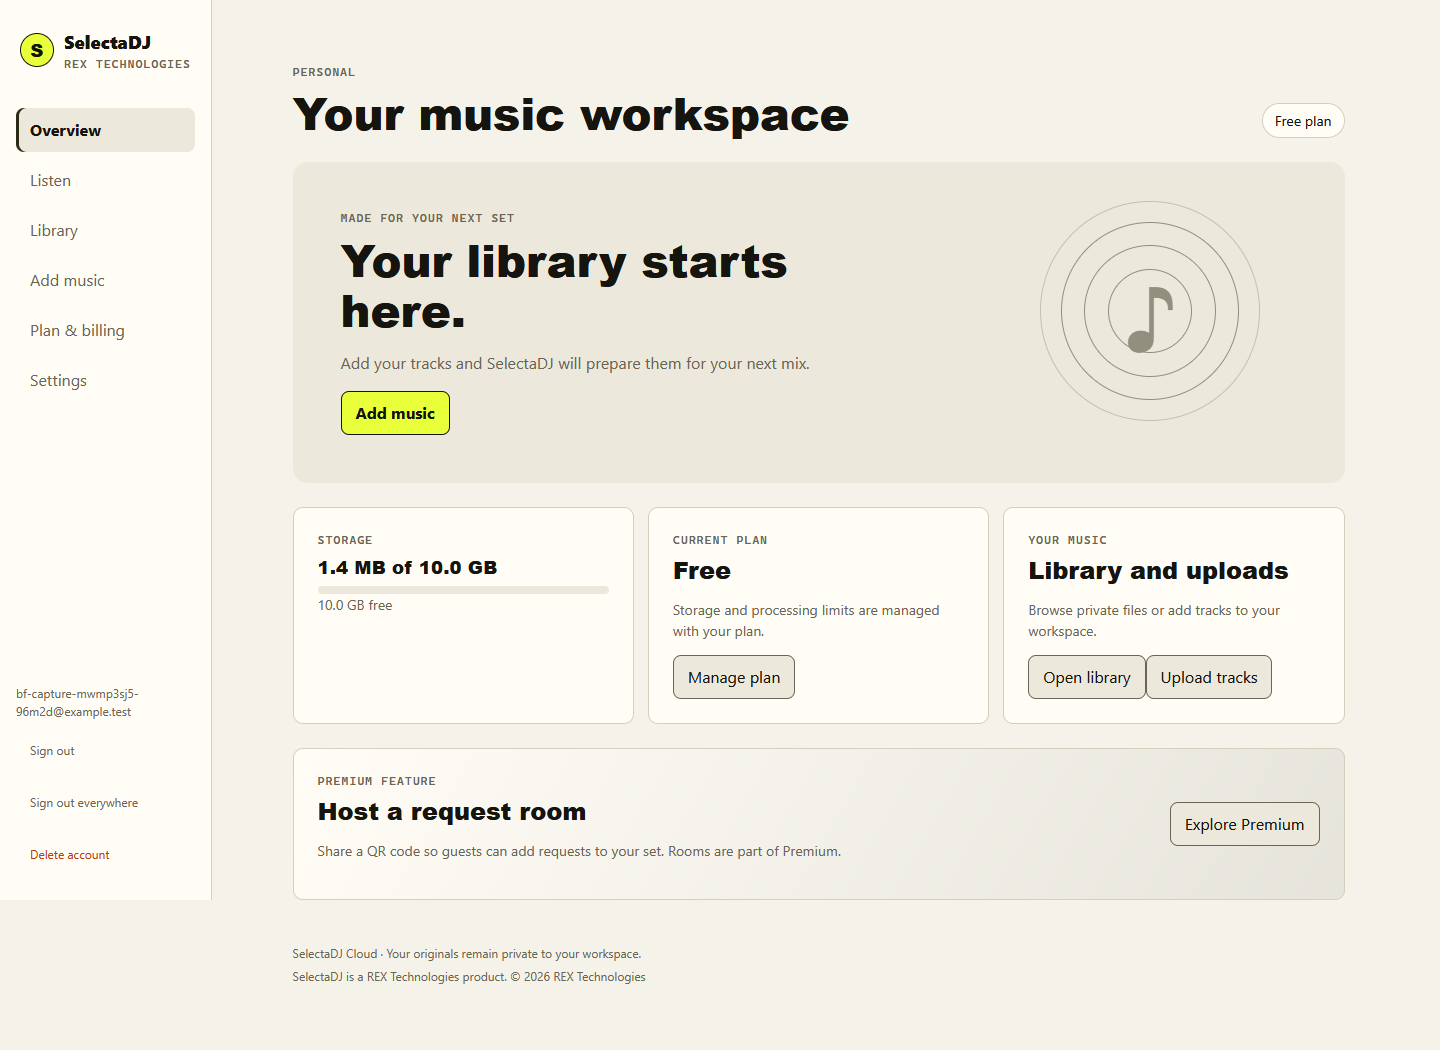 S
SelectaDJ
REX TECHNOLOGIES
Overview
Listen
Library
Add music
Plan & billing
Settings
bf-capture-mwmp3sj5-
96m2d@example.test
Sign out
Sign out everywhere
Delete account
PERSONAL
Your music workspace
Free plan
MADE FOR YOUR NEXT SET
Your library starts
here.
Add your tracks and SelectaDJ will prepare them for your next mix.
Add music
STORAGE
1.4 MB of 10.0 GB
10.0 GB free
CURRENT PLAN
Free
Storage and processing limits are managed
with your plan.
Manage plan
YOUR MUSIC
Library and uploads
Browse private files or add tracks to your
workspace.
Open library
Upload tracks
PREMIUM FEATURE
Host a request room
Share a QR code so guests can add requests to your set. Rooms are part of Premium.
Explore Premium
SelectaDJ Cloud · Your originals remain private to your workspace.
SelectaDJ is a REX Technologies product. © 2026 REX Technologies